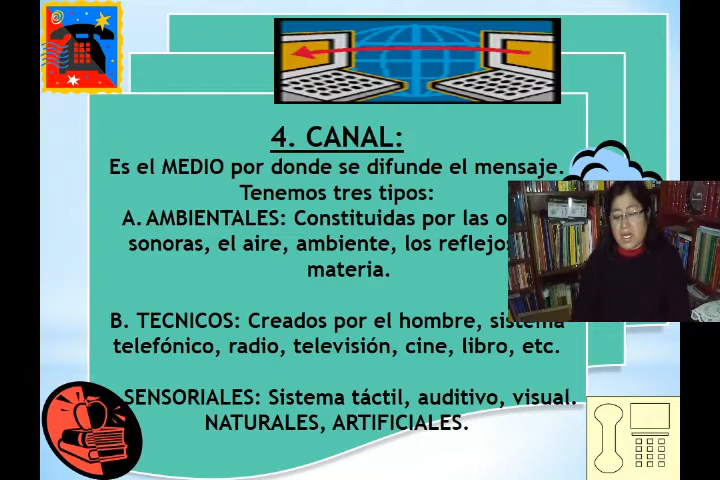 4. CANAL:
Es el MEDIO por donde se difunde el mensaje.
Tenemos tres tipos:
A. AMBIENTALES: Constituidas por las
sonoras, el aire, ambiente, los reflejos
materia.
B. TECNICOS: Creados por el hombre, sistema
telefónico, radio, televisión, cine, libro, etc.
SENSORIALES: Sistema táctil, auditivo, visual.
NATURALES, ARTIFICIALES.